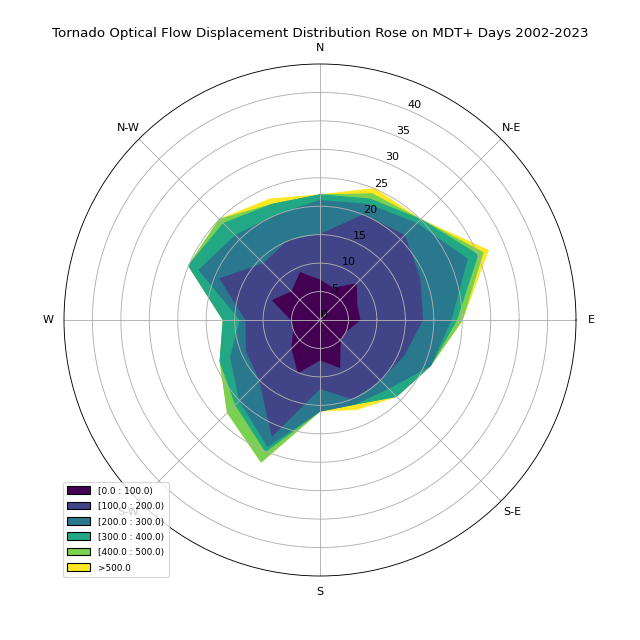 Tornado Optical Flow Displacement Distribution Rose on MDT+ Days 2002-2023
N
N-W
N-E
40
35
30
25
20
15
10
5
0
W
E
[0.0 : 100.0)
[100.0 : 200.0)
S-W
S-E
[200.0 : 300.0)
[300.0 : 400.0)
[400.0 : 500.0)
>500.0
S